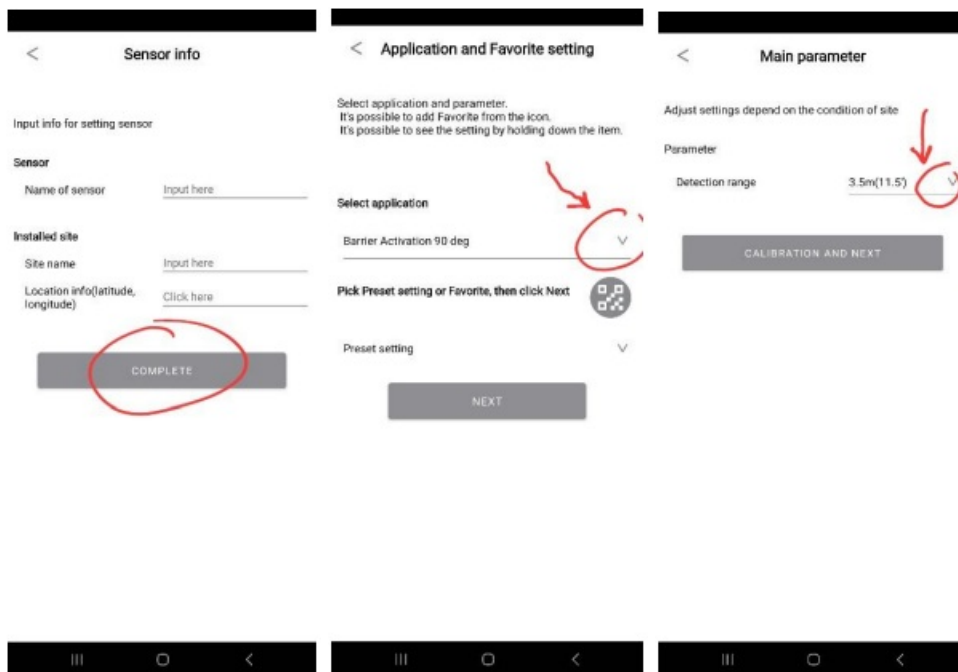 Sensor info
Input info for setting sensor
Sensor
Name of sensor Input here
Installed site
Site name Input here
Location info(latitude,
longitude) Click here
COMPLETE
Application and Favorite setting
Select application and parameter.
It's possible to add Favorite from the icon.
It's possible to see the setting by holding down the item.
Select application
Barrier Activation 90 deg
Pick Preset setting or Favorite, then click Next
Preset setting
NEXT
Main parameter
Adjust settings depend on the condition of site
Parameter
Detection range 3.5m(11.5')
CALIBRATION AND NEXT